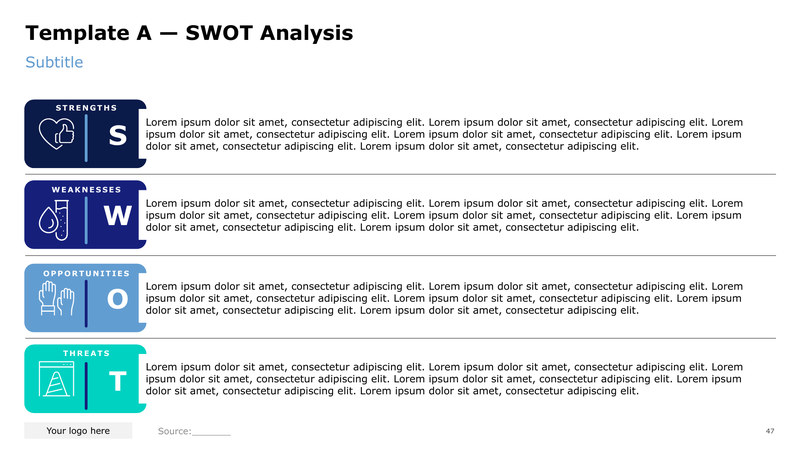 Template A — SWOT Analysis
Subtitle
STRENGTHS
S
Lorem ipsum dolor sit amet, consectetur adipiscing elit. Lorem ipsum dolor sit amet, consectetur adipiscing elit. Lorem
ipsum dolor sit amet, consectetur adipiscing elit. Lorem ipsum dolor sit amet, consectetur adipiscing elit. Lorem ipsum
dolor sit amet, consectetur adipiscing elit. Lorem ipsum dolor sit amet, consectetur adipiscing elit.
WEAKNESSES
W
Lorem ipsum dolor sit amet, consectetur adipiscing elit. Lorem ipsum dolor sit amet, consectetur adipiscing elit. Lorem
ipsum dolor sit amet, consectetur adipiscing elit. Lorem ipsum dolor sit amet, consectetur adipiscing elit. Lorem ipsum
dolor sit amet, consectetur adipiscing elit. Lorem ipsum dolor sit amet, consectetur adipiscing elit.
OPPORTUNITIES
O
Lorem ipsum dolor sit amet, consectetur adipiscing elit. Lorem ipsum dolor sit amet, consectetur adipiscing elit. Lorem
ipsum dolor sit amet, consectetur adipiscing elit. Lorem ipsum dolor sit amet, consectetur adipiscing elit. Lorem ipsum
dolor sit amet, consectetur adipiscing elit. Lorem ipsum dolor sit amet, consectetur adipiscing elit.
THREATS
T
Lorem ipsum dolor sit amet, consectetur adipiscing elit. Lorem ipsum dolor sit amet, consectetur adipiscing elit. Lorem
ipsum dolor sit amet, consectetur adipiscing elit. Lorem ipsum dolor sit amet, consectetur adipiscing elit. Lorem ipsum
dolor sit amet, consectetur adipiscing elit. Lorem ipsum dolor sit amet, consectetur adipiscing elit.
Your logo here
Source:_______
47